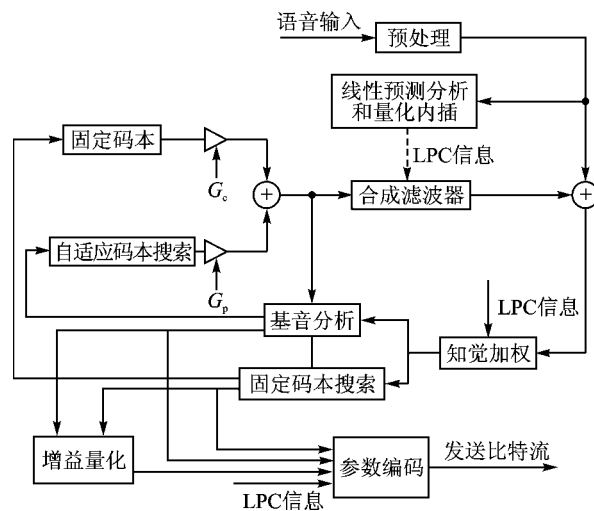 语音输入
预处理
线性预测分析
和量化内插
LPC信息
固定码本
Gc
合成滤波器
自适应码本搜索
Gp
基音分析
LPC信息
知觉加权
固定码本搜索
增益量化
参数编码
发送比特流
LPC信息